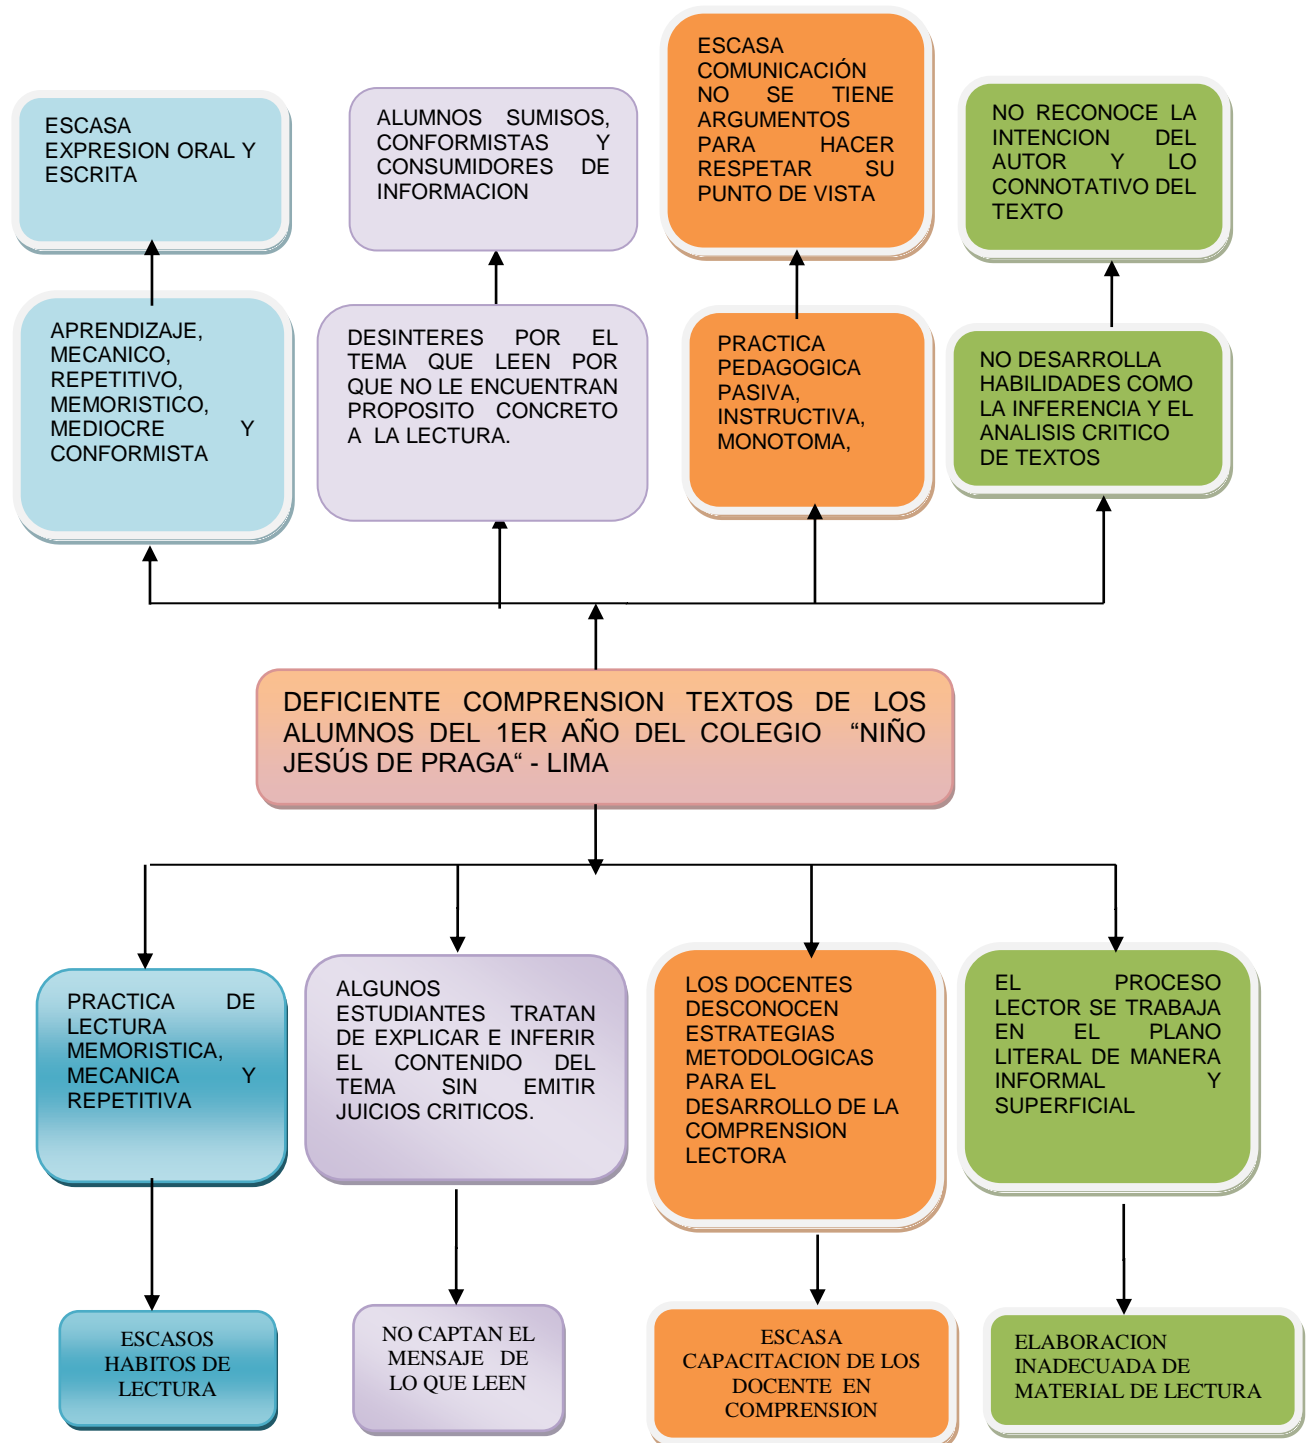 ESCASA
EXPRESION ORAL Y
ESCRITA
ALUMNOS SUMISOS,
CONFORMISTAS Y
CONSUMIDORES DE
INFORMACION
ESCASA
COMUNICACIÓN
NO SE TIENE
ARGUMENTOS
PARA HACER
RESPETAR SU
PUNTO DE VISTA
NO RECONOCE LA
INTENCION DEL
AUTOR Y LO
CONNOTATIVO DEL
TEXTO
APRENDIZAJE,
MECANICO,
REPETITIVO,
MEMORISTICO,
MEDIOCRE Y
CONFORMISTA
DESINTERES POR EL
TEMA QUE LEEN POR
QUE NO LE ENCUENTRAN
PROPOSITO CONCRETO
A LA LECTURA.
PRACTICA
PEDAGOGICA
PASIVA,
INSTRUCTIVA,
MONOTOMA,
NO DESARROLLA
HABILIDADES COMO
LA INFERENCIA Y EL
ANALISIS CRITICO
DE TEXTOS
DEFICIENTE COMPRENSION TEXTOS DE LOS
ALUMNOS DEL 1ER AÑO DEL COLEGIO “NIÑO
JESÚS DE PRAGA“ - LIMA
PRACTICA DE
LECTURA
MEMORISTICA,
MECANICA Y
REPETITIVA
ALGUNOS
ESTUDIANTES TRATAN
DE EXPLICAR E INFERIR
EL CONTENIDO DEL
TEMA SIN EMITIR
JUICIOS CRITICOS.
LOS DOCENTES
DESCONOCEN
ESTRATEGIAS
METODOLOGICAS
PARA EL
DESARROLLO DE LA
COMPRENSION
LECTORA
EL PROCESO
LECTOR SE TRABAJA
EN EL PLANO
LITERAL DE MANERA
INFORMAL Y
SUPERFICIAL
ESCASOS
HABITOS DE
LECTURA
NO CAPTAN EL
MENSAJE DE
LO QUE LEEN
ESCASA
CAPACITACION DE LOS
DOCENTE EN
COMPRENSION
ELABORACION
INADECUADA DE
MATERIAL DE LECTURA